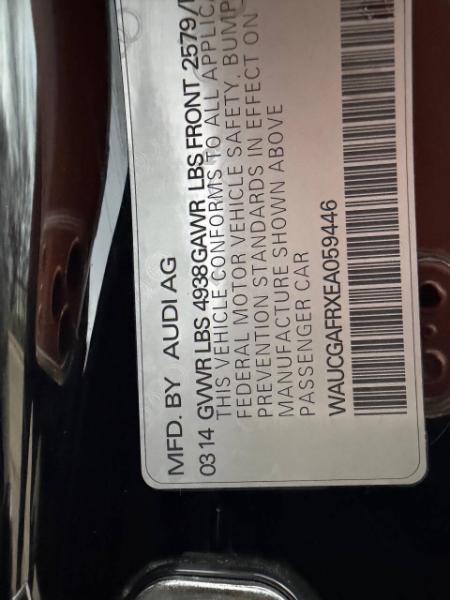 MFD. BY AUDI AG
03 14 GVWR LBS 4938 GAWR LBS FRONT 2579/
THIS VEHICLE CONFORMS TO ALL
FEDERAL MOTOR VEHICLE SAFETY, BUMP
PREVENTION STANDARDS IN EFFECT ON
MANUFACTURE SHOWN ABOVE
PASSENGER CAR
WAUCGAFRXEA059446